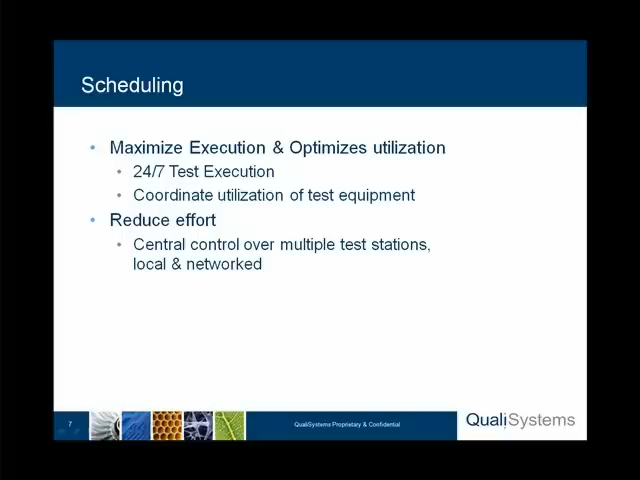 Scheduling
• Maximize Execution & Optimizes utilization
• 24/7 Test Execution
• Coordinate utilization of test equipment
• Reduce effort
• Central control over multiple test stations,
local & networked
7
QualiSystems Proprietary & Confidential
QualiSystems